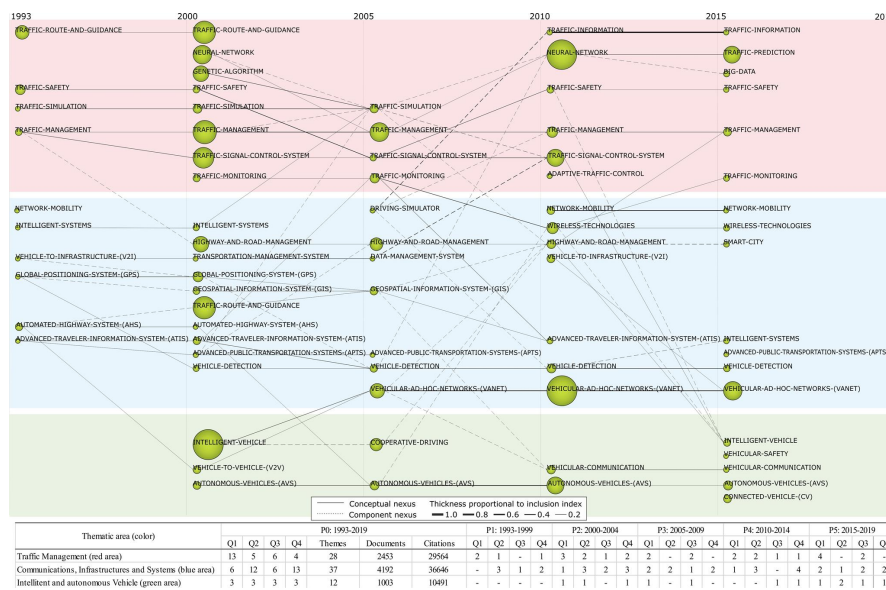 1993 2000 2005 2010 2015 20
TRAFFIC-ROUTE-AND-GUIDANCE TRAFFIC-ROUTE-AND-GUIDANCE TRAFFIC-INFORMATION TRAFFIC-INFORMATION
NEURAL-NETWORK NEURAL-NETWORK TRAFFIC-PREDICTION
GENETIC-ALGORITHM BIG-DATA
TRAFFIC-SAFETY TRAFFIC-SAFETY TRAFFIC-SAFETY TRAFFIC-SAFETY
TRAFFIC-SIMULATION TRAFFIC-SIMULATION TRAFFIC-SIMULATION
TRAFFIC-MANAGEMENT TRAFFIC-MANAGEMENT TRAFFIC-MANAGEMENT TRAFFIC-MANAGEMENT TRAFFIC-MANAGEMENT
TRAFFIC-SIGNAL-CONTROL-SYSTEM TRAFFIC-SIGNAL-CONTROL-SYSTEM TRAFFIC-SIGNAL-CONTROL-SYSTEM
TRAFFIC-MONITORING TRAFFIC-MONITORING ADAPTIVE-TRAFFIC-CONTROL TRAFFIC-MONITORING
NETWORK-MOBILITY DRIVING-SIMULATOR NETWORK-MOBILITY NETWORK-MOBILITY
INTELLIGENT-SYSTEMS INTELLIGENT-SYSTEMS WIRELESS-TECHNOLOGIES WIRELESS-TECHNOLOGIES
HIGHWAY-AND-ROAD-MANAGEMENT HIGHWAY-AND-ROAD-MANAGEMENT HIGHWAY-AND-ROAD-MANAGEMENT SMART-CITY
VEHICLE-TO-INFRASTRUCTURE-(V2I) TRANSPORTATION-MANAGEMENT-SYSTEM DATA-MANAGEMENT-SYSTEM VEHICLE-TO-INFRASTRUCTURE-(V2I)
GLOBAL-POSITIONING-SYSTEM-(GPS) GLOBAL-POSITIONING-SYSTEM-(GPS)
GEOSPATIAL-INFORMATION-SYSTEM-(GIS) GEOSPATIAL-INFORMATION-SYSTEM-(GIS)
TRAFFIC-ROUTE-AND-GUIDANCE
AUTOMATED-HIGHWAY-SYSTEM-(AHS) AUTOMATED-HIGHWAY-SYSTEM-(AHS)
ADVANCED-TRAVELER-INFORMATION-SYSTEM-(ATIS) ADVANCED-TRAVELER-INFORMATION-SYSTEM-(ATIS) ADVANCED-TRAVELER-INFORMATION-SYSTEM-(ATIS) INTELLIGENT-SYSTEMS
ADVANCED-PUBLIC-TRANSPORTATION-SYSTEMS-(APTS) ADVANCED-PUBLIC-TRANSPORTATION-SYSTEMS-(APTS) ADVANCED-PUBLIC-TRANSPORTATION-SYSTEMS-(APTS
VEHICLE-DETECTION VEHICLE-DETECTION VEHICLE-DETECTION VEHICLE-DETECTION
VEHICULAR-AD-HOC-NETWORKS-(VANET) VEHICULAR-AD-HOC-NETWORKS-(VANET) VEHICULAR-AD-HOC-NETWORKS-(VANET)
INTELLIGENT-VEHICLE COOPERATIVE-DRIVING INTELLIGENT-VEHICLE
VEHICULAR-SAFETY
VEHICLE-TO-VEHICLE-(V2V) VEHICULAR-COMMUNICATION VEHICULAR-COMMUNICATION
AUTONOMOUS-VEHICLES-(AVS) AUTONOMOUS-VEHICLES-(AVS) AUTONOMOUS-VEHICLES-(AVS) AUTONOMOUS-VEHICLES-(AVS)
CONNECTED-VEHICLE-(CV)
Conceptual nexus Thickness proportional to inclusion index
Component nexus 1.0 0.8 0.6 0.4 0.2
Thematic area (color) P0: 1993-2019 P1: 1993-1999 P2: 2000-2004 P3: 2005-2009 P4: 2010-2014 P5: 2015-2019
Q1 Q2 Q3 Q4 Themes Documents Citations Q1 Q2 Q3 Q4 Q1 Q2 Q3 Q4 Q1 Q2 Q3 Q4 Q1 Q2 Q3 Q4 Q1 Q2 Q3
Traffic Management (red area) 13 5 6 4 28 2453 29564 2 1 - 1 3 2 1 2 2 - 2 - 2 2 1 1 4 - 2 -
Communications, Infrastructures and Systems (blue area) 6 12 6 13 37 4192 36646 - 3 1 2 1 3 2 3 2 2 1 2 1 3 - 4 2 1 2 2
Intellitent and autonomous Vehicle (green area) 3 3 3 3 12 1003 10491 - - - - 1 - 1 - - 1 - 1 1 - 1 - 1 2 1 1